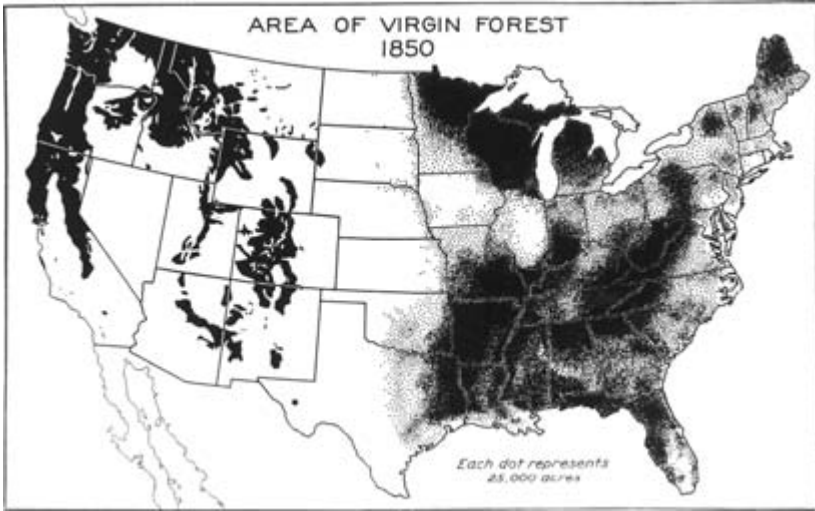 AREA OF VIRGIN FOREST
1850
Each dot represents
25,000 acres